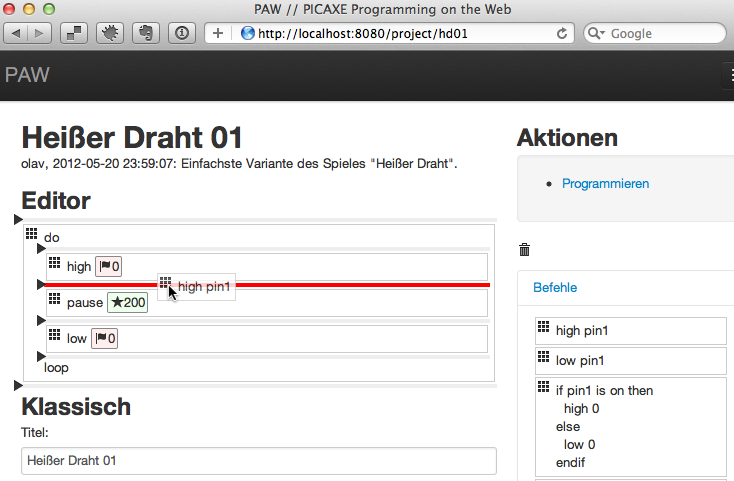 PAW // PICAXE Programming on the Web
http://localhost:8080/project/hd01
Google
PAW
Heißer Draht 01
olav, 2012-05-20 23:59:07: Einfachste Variante des Spieles "Heißer Draht".
Editor
do
high 0
high pin1
pause 200
low 0
loop
Klassisch
Titel:
Heißer Draht 01
Aktionen
Programmieren
Befehle
high pin1
low pin1
if pin1 is on then
high 0
else
low 0
endif